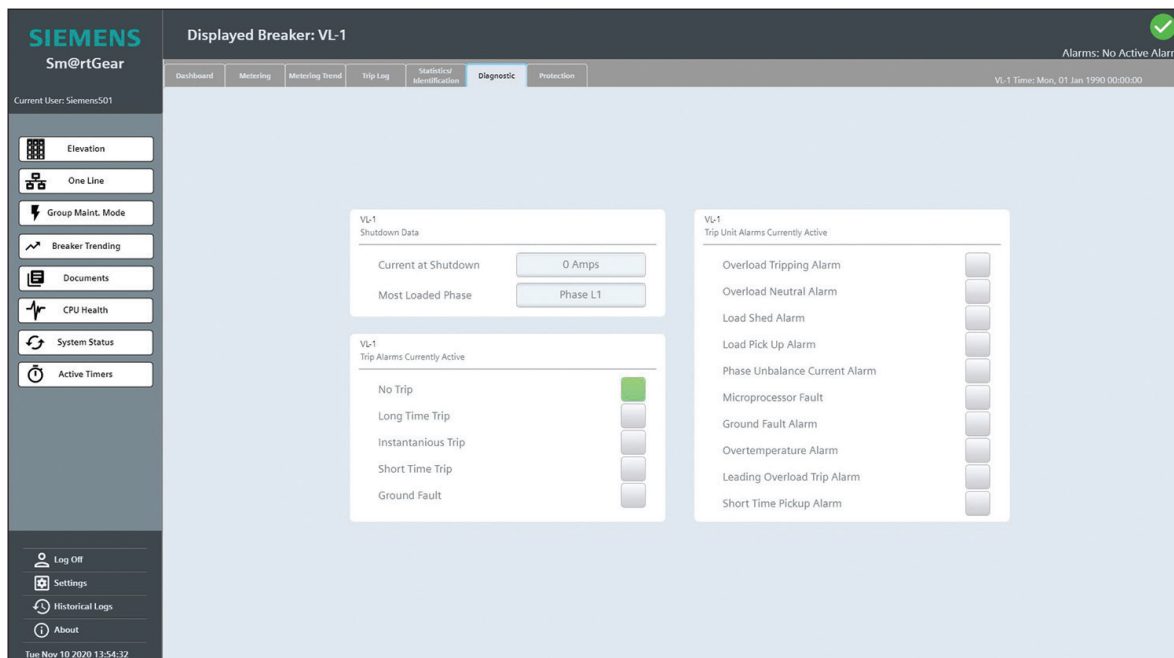 SIEMENS
Sm@rtGear
Current User: Siemens501
Elevation
One Line
Group Maint. Mode
Breaker Trending
Documents
CPU Health
System Status
Active Timers
Log Off
Settings
Historical Logs
About
Tue Nov 10 2020 13:54:32
Displayed Breaker: VL-1
Alarms: No Active Alarm
Dashboard
Metering
Metering Trend
Trip Log
Statistics/
Identification
Diagnostic
Protection
VL-1 Time: Mon, 01 Jan 1990 00:00:00
VL-1
Shutdown Data
Current at Shutdown 0 Amps
Most Loaded Phase Phase L1
VL-1
Trip Alarms Currently Active
No Trip
Long Time Trip
Instantanious Trip
Short Time Trip
Ground Fault
VL-1
Trip Unit Alarms Currently Active
Overload Tripping Alarm
Overload Neutral Alarm
Load Shed Alarm
Load Pick Up Alarm
Phase Unbalance Current Alarm
Microprocessor Fault
Ground Fault Alarm
Overtemperature Alarm
Leading Overload Trip Alarm
Short Time Pickup Alarm